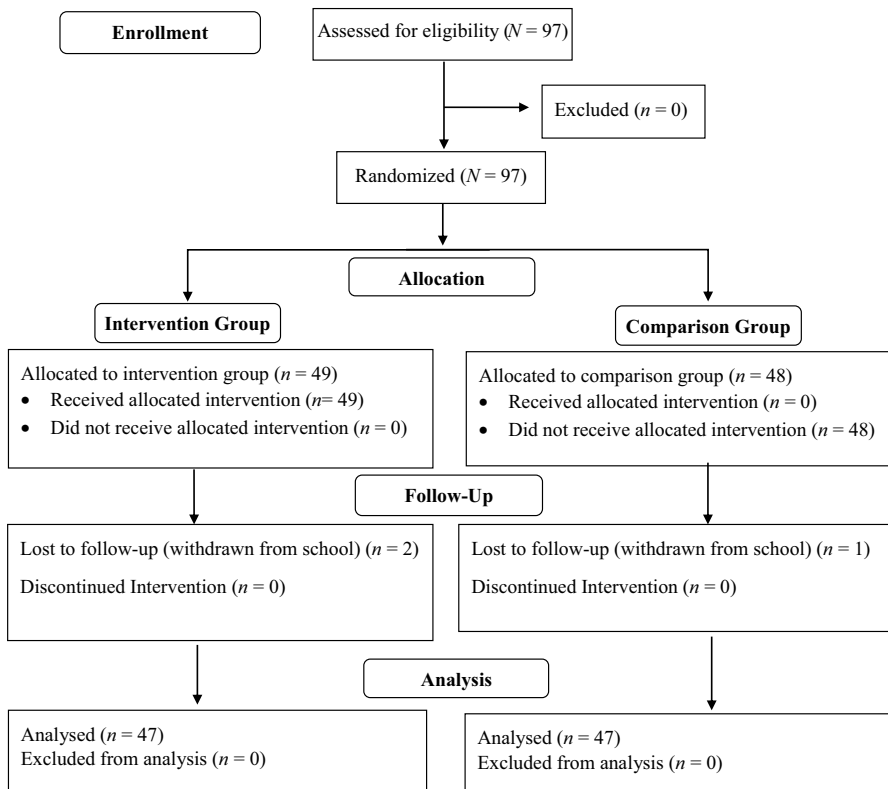 Enrollment
Assessed for eligibility (N = 97)
Excluded (n = 0)
Randomized (N = 97)
Allocation
Intervention Group
Comparison Group
Allocated to intervention group (n = 49)
• Received allocated intervention (n= 49)
• Did not receive allocated intervention (n = 0)
Allocated to comparison group (n = 48)
• Received allocated intervention (n = 0)
• Did not receive allocated intervention (n = 48)
Follow-Up
Lost to follow-up (withdrawn from school) (n = 2)
Discontinued Intervention (n = 0)
Lost to follow-up (withdrawn from school) (n = 1)
Discontinued Intervention (n = 0)
Analysis
Analysed (n = 47)
Excluded from analysis (n = 0)
Analysed (n = 47)
Excluded from analysis (n = 0)